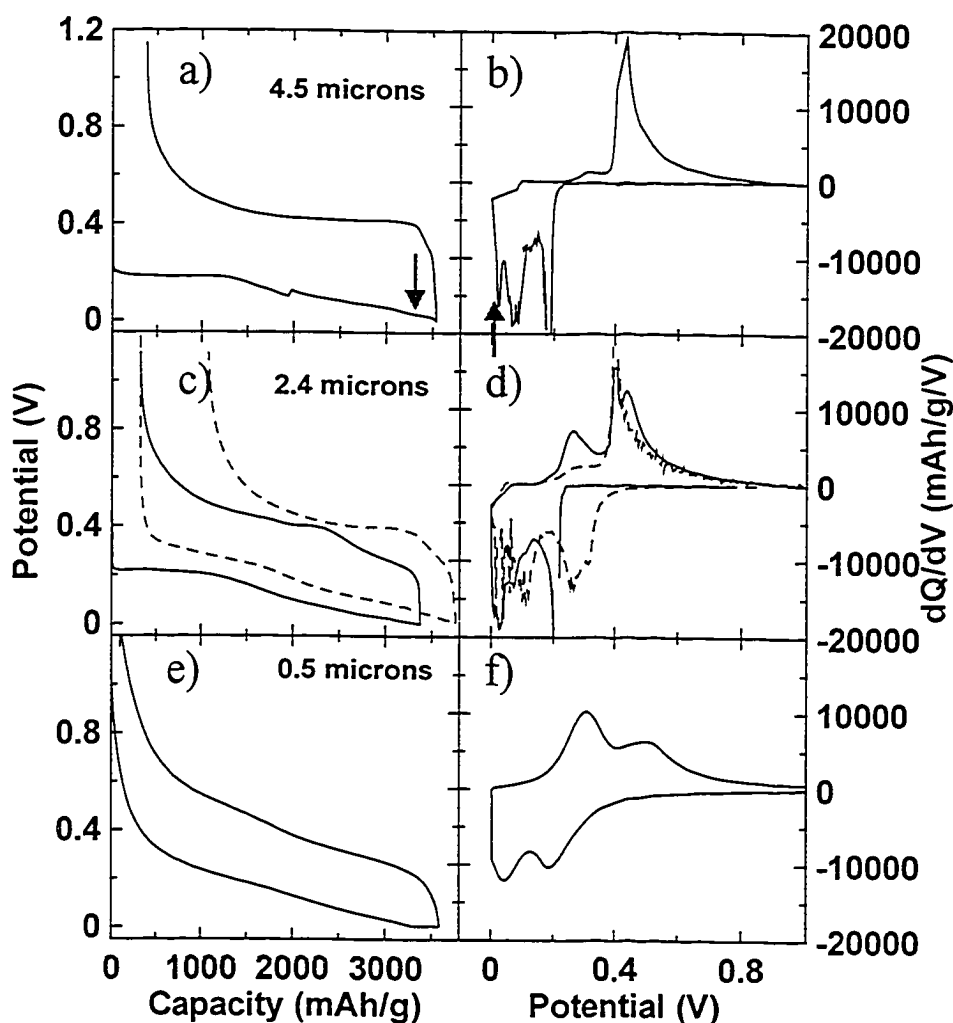 1.2
0.8
0.4
0
a)
4.5 microns
b)
20000
10000
0
-10000
-20000
0.8
0.4
0
c)
2.4 microns
d)
10000
0
-10000
-20000
0.8
0.4
0
e)
0.5 microns
f)
10000
0
-10000
-20000
Potential (V)
dQ/dV (mAh/g/V)
0 1000 2000 3000
0 0.4 0.8
Capacity (mAh/g)
Potential (V)